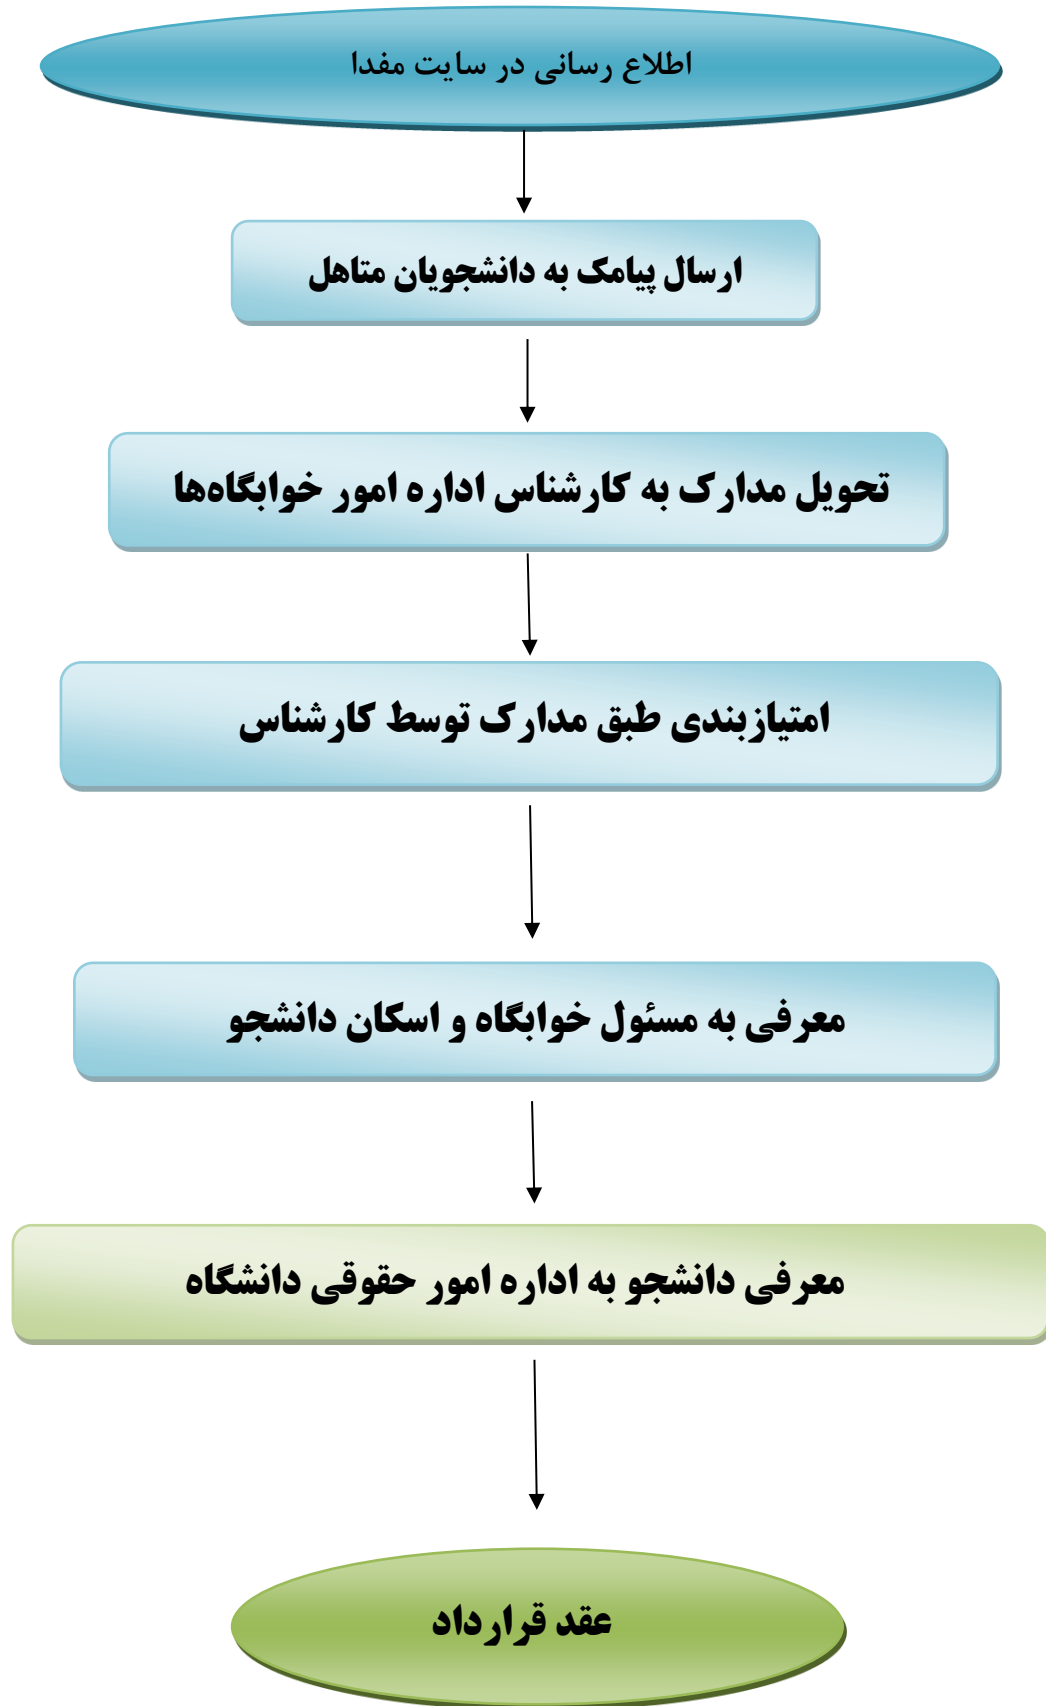 اطلاع رسانی در سایت مفدا
ارسال پیامک به دانشجویان متاهل
تحویل مدارک به کارشناس اداره امور خوابگاه‌ها
امتیازبندی طبق مدارک توسط کارشناس
معرفی به مسئول خوابگاه و اسکان دانشجو
معرفی دانشجو به اداره امور حقوقی دانشگاه
عقد قرارداد